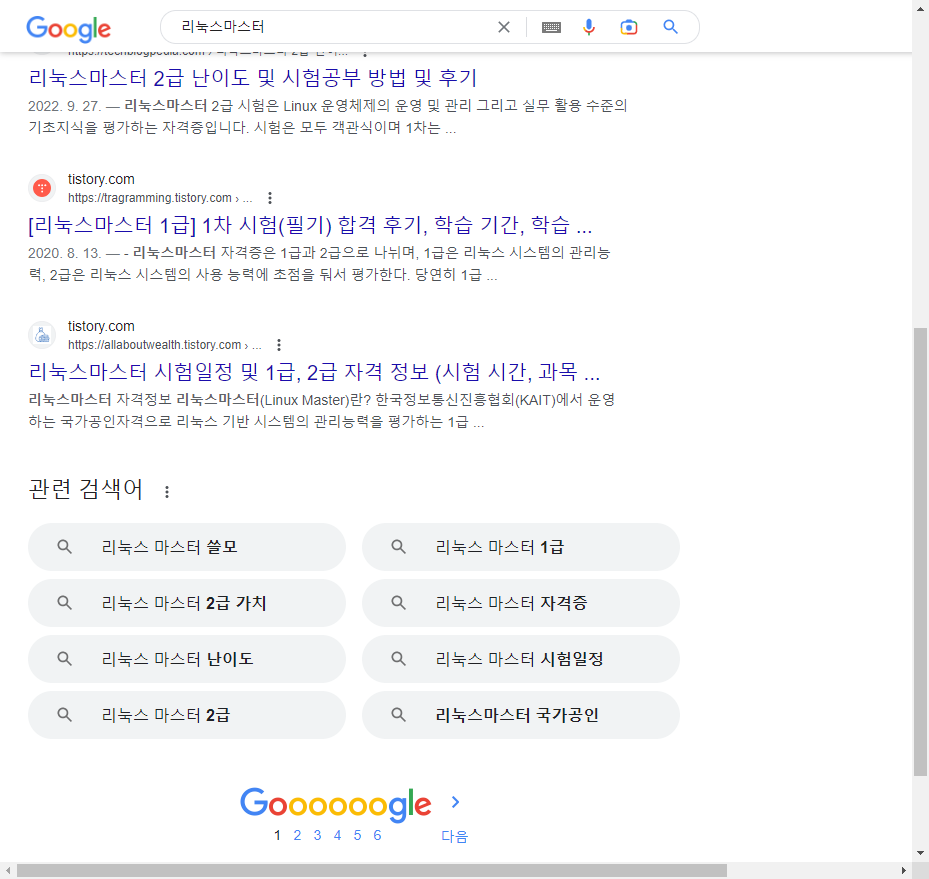 Google
리눅스마스터
https://techblogpedia.com › 리눅스마스터-2급-난이...
리눅스마스터 2급 난이도 및 시험공부 방법 및 후기
2022. 9. 27. — 리눅스마스터 2급 시험은 Linux 운영체제의 운영 및 관리 그리고 실무 활용 수준의
기초지식을 평가하는 자격증입니다. 시험은 모두 객관식이며 1차는 ...
tistory.com
https://tragramming.tistory.com › ...
[리눅스마스터 1급] 1차 시험(필기) 합격 후기, 학습 기간, 학습 ...
2020. 8. 13. — - 리눅스마스터 자격증은 1급과 2급으로 나뉘며, 1급은 리눅스 시스템의 관리능
력, 2급은 리눅스 시스템의 사용 능력에 초점을 둬서 평가한다. 당연히 1급 ...
tistory.com
https://allaboutwealth.tistory.com › ...
리눅스마스터 시험일정 및 1급, 2급 자격 정보 (시험 시간, 과목 ...
리눅스마스터 자격정보 리눅스마스터(Linux Master)란? 한국정보통신진흥협회(KAIT)에서 운영
하는 국가공인자격으로 리눅스 기반 시스템의 관리능력을 평가하는 1급 ...
관련 검색어
리눅스 마스터 쓸모
리눅스 마스터 1급
리눅스 마스터 2급 가치
리눅스 마스터 자격증
리눅스 마스터 난이도
리눅스 마스터 시험일정
리눅스 마스터 2급
리눅스마스터 국가공인
Goooooogle
1 2 3 4 5 6 다음